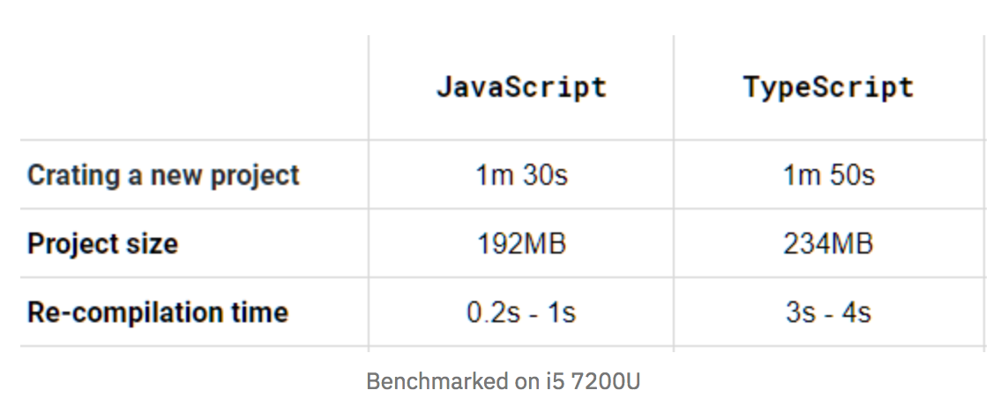 JavaScript TypeScript
Crating a new project 1m 30s 1m 50s
Project size 192MB 234MB
Re-compilation time 0.2s - 1s 3s - 4s
Benchmarked on i5 7200U